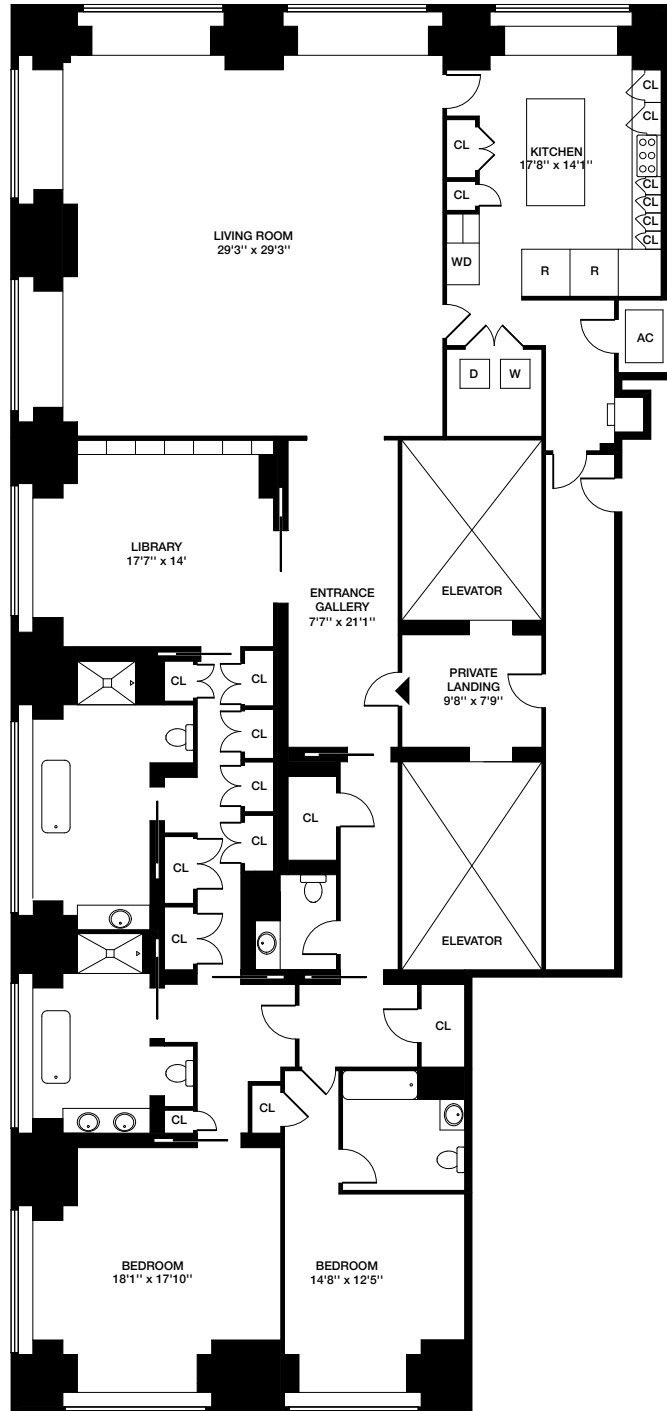 CL
CL
CL
KITCHEN
17'8" x 14'1"
CL
CL
CL
CL
CL
LIVING ROOM
29'3" x 29'3"
WD
R
R
AC
D
W
LIBRARY
17'7" x 14'
ELEVATOR
ENTRANCE
GALLERY
7'7" x 21'1"
PRIVATE
LANDING
9'8" x 7'9"
CL
CL
CL
CL
CL
CL
CL
CL
ELEVATOR
CL
CL
CL
BEDROOM
18'1" x 17'10"
BEDROOM
14'8" x 12'5"